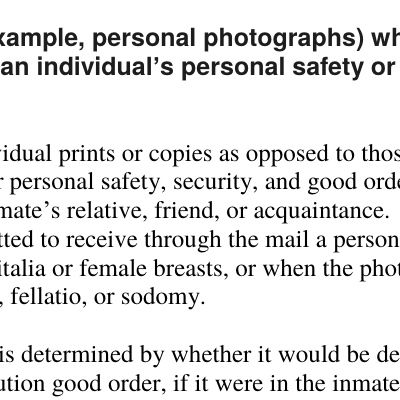 xample, personal photographs) wh
an individual’s personal safety or
vidual prints or copies as opposed to thos
r personal safety, security, and good orde
mate’s relative, friend, or acquaintance.
tted to receive through the mail a person
italia or female breasts, or when the phot
, fellatio, or sodomy.
is determined by whether it would be de
ution good order, if it were in the inmate